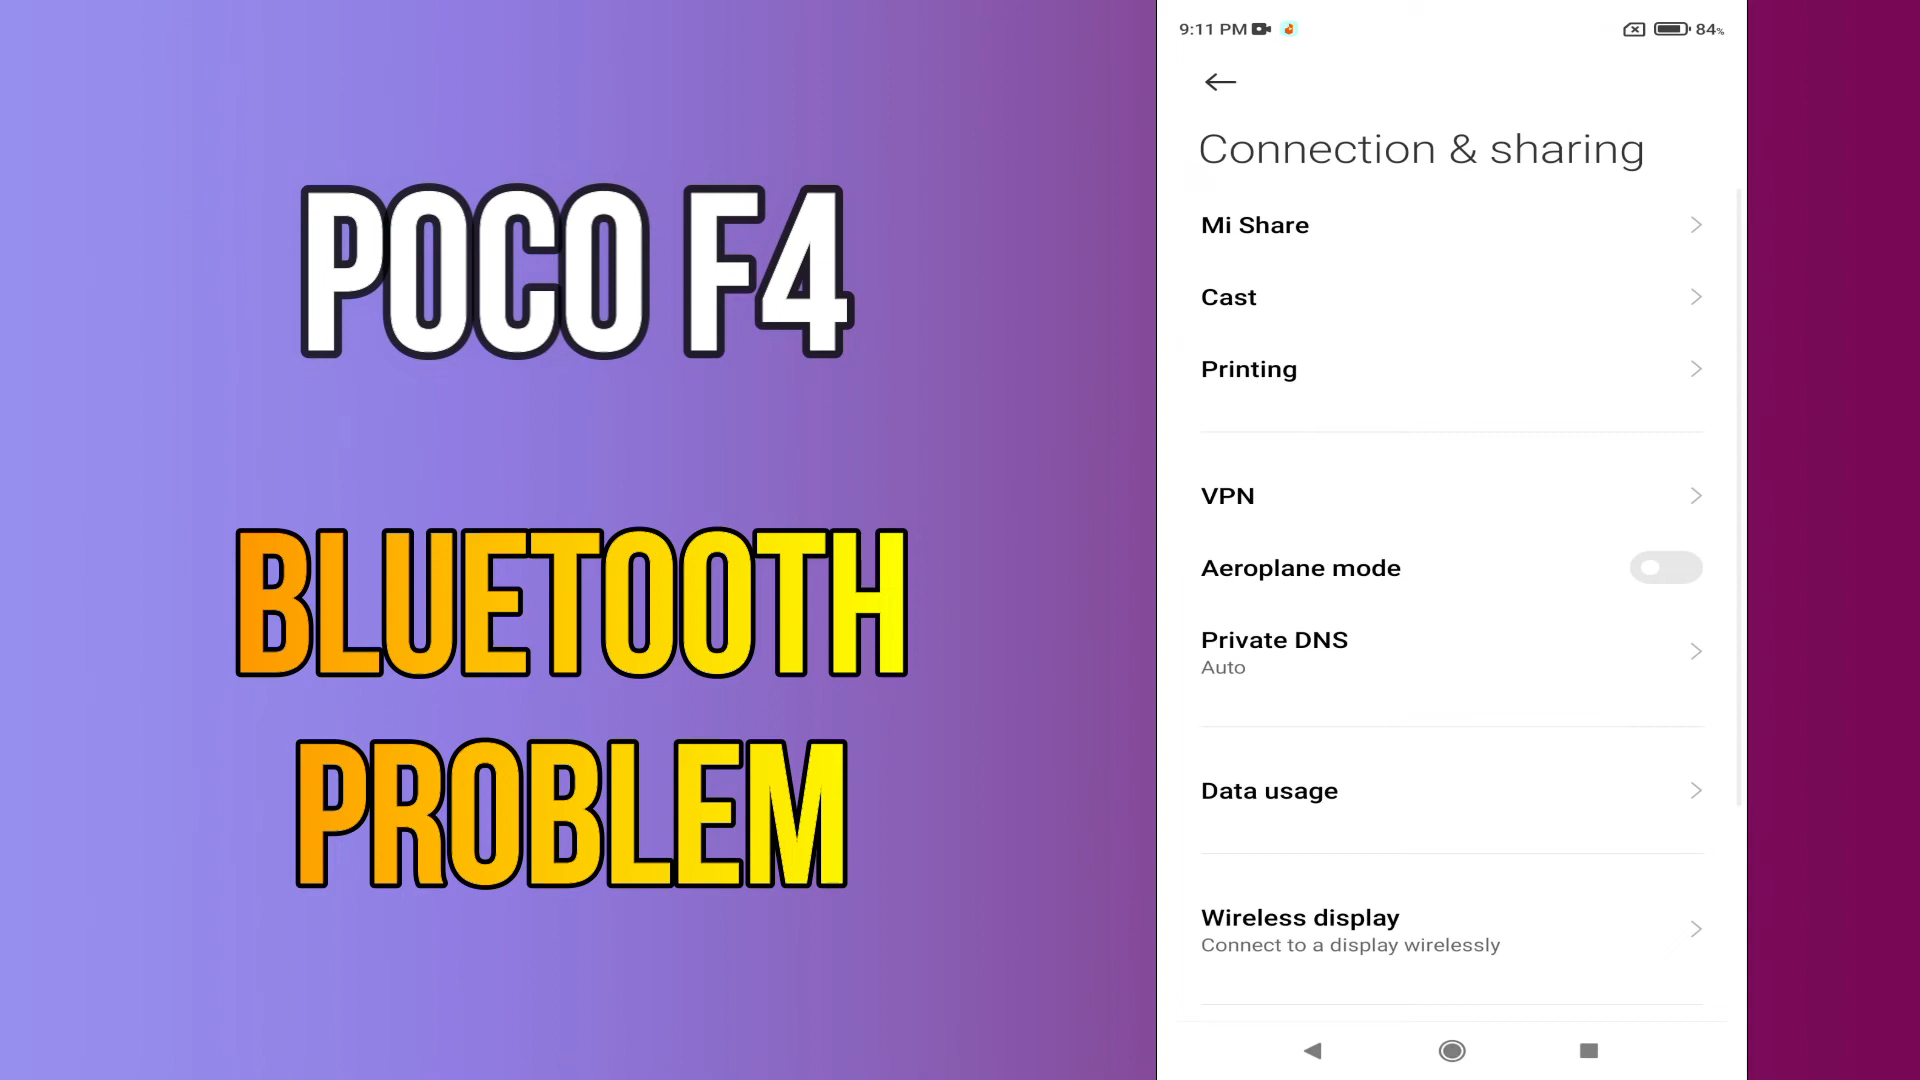 POCO F4
BLUETOOTH
PROBLEM
9:11 PM
84%
Connection & sharing
Mi Share
Cast
Printing
VPN
Aeroplane mode
Private DNS
Auto
Data usage
Wireless display
Connect to a display wirelessly